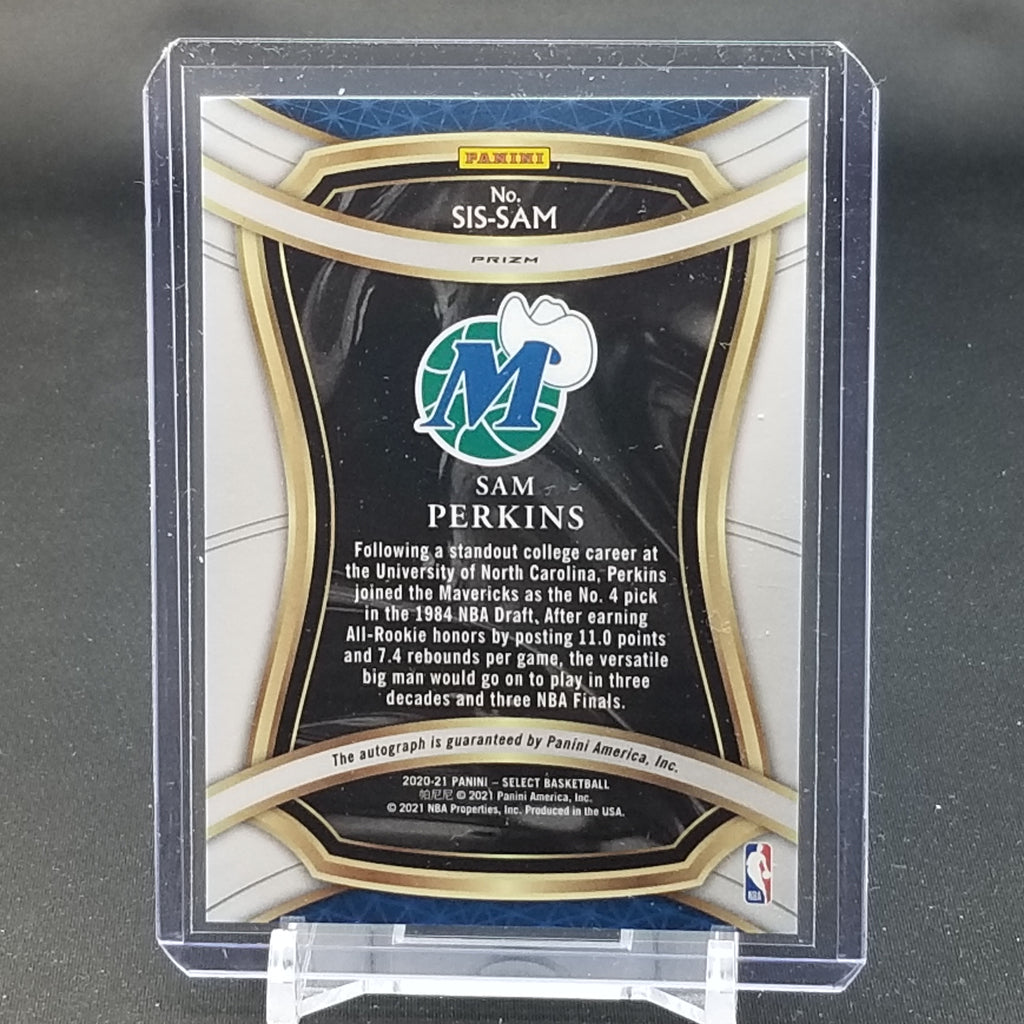 PANINI
No.
SIS-SAM
PRIZM
M
SAM
PERKINS
Following a standout college career at
the University of North Carolina, Perkins
joined the Mavericks as the No. 4 pick
in the 1984 NBA Draft. After earning
All-Rookie honors by posting 11.0 points
and 7.4 rebounds per game, the versatile
big man would go on to play in three
decades and three NBA Finals.
The autograph is guaranteed by Panini America, Inc.
2020-21 PANINI – SELECT BASKETBALL
帕尼尼 © 2021 Panini America, Inc.
© 2021 NBA Properties, Inc. Produced in the USA.
NBA